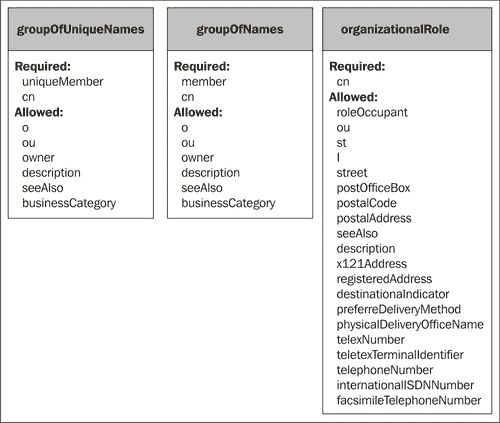 groupOfUniqueNames
Required:
uniqueMember
cn
Allowed:
o
ou
owner
description
seeAlso
businessCategory
groupOfNames
Required:
member
cn
Allowed:
o
ou
owner
description
seeAlso
businessCategory
organizationalRole
Required:
cn
Allowed:
roleOccupant
ou
st
l
street
postOfficeBox
postalCode
postalAddress
seeAlso
description
x121Address
registeredAddress
destinationaIndicator
preferreDeliveryMethod
physicalDeliveryOfficeName
telexNumber
teletexTerminalIdentifier
telephoneNumber
internationalISDNNumber
facsimileTelephoneNumber